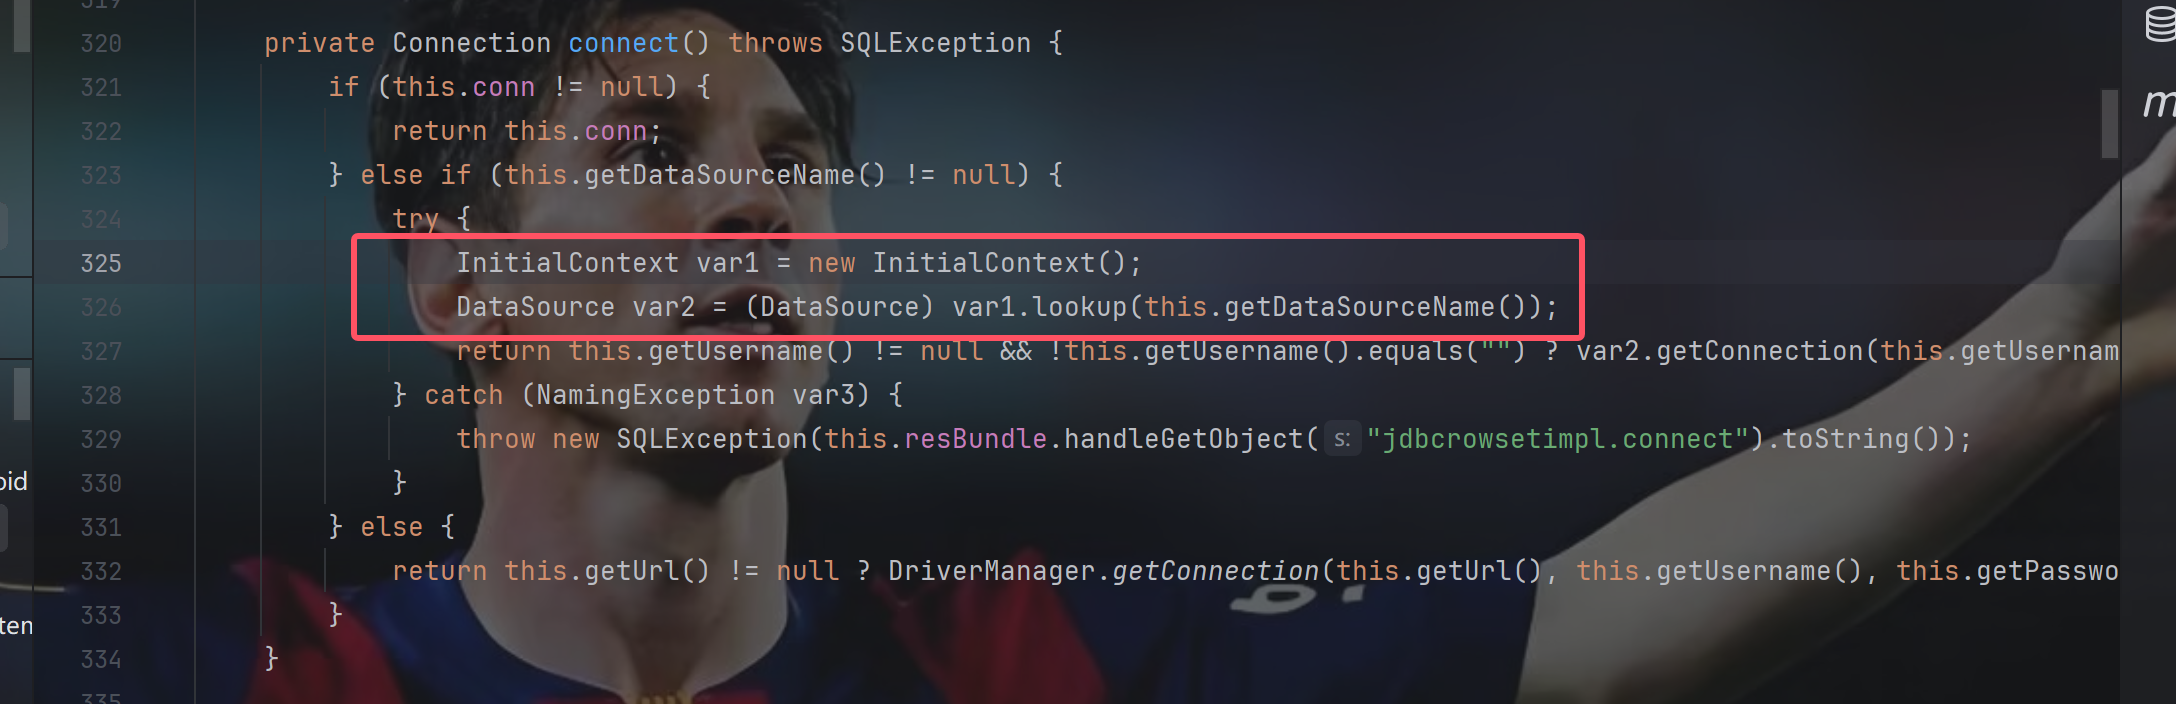 319
320 private Connection connect() throws SQLException {
321 if (this.conn != null) {
322 return this.conn;
323 } else if (this.getDataSourceName() != null) {
324 try {
325 InitialContext var1 = new InitialContext();
326 DataSource var2 = (DataSource) var1.lookup(this.getDataSourceName());
327 return this.getUsername() != null && !this.getUsername().equals("") ? var2.getConnection(this.getUsernam
328 } catch (NamingException var3) {
329 throw new SQLException(this.resBundle.handleGetObject( s: "jdbcrowsetimpl.connect").toString());
330 }
oid
331 } else {
332 return this.getUrl() != null ? DriverManager.getConnection(this.getUrl(), this.getUsername(), this.getPasswo
333 }
ten
334 }
335
m